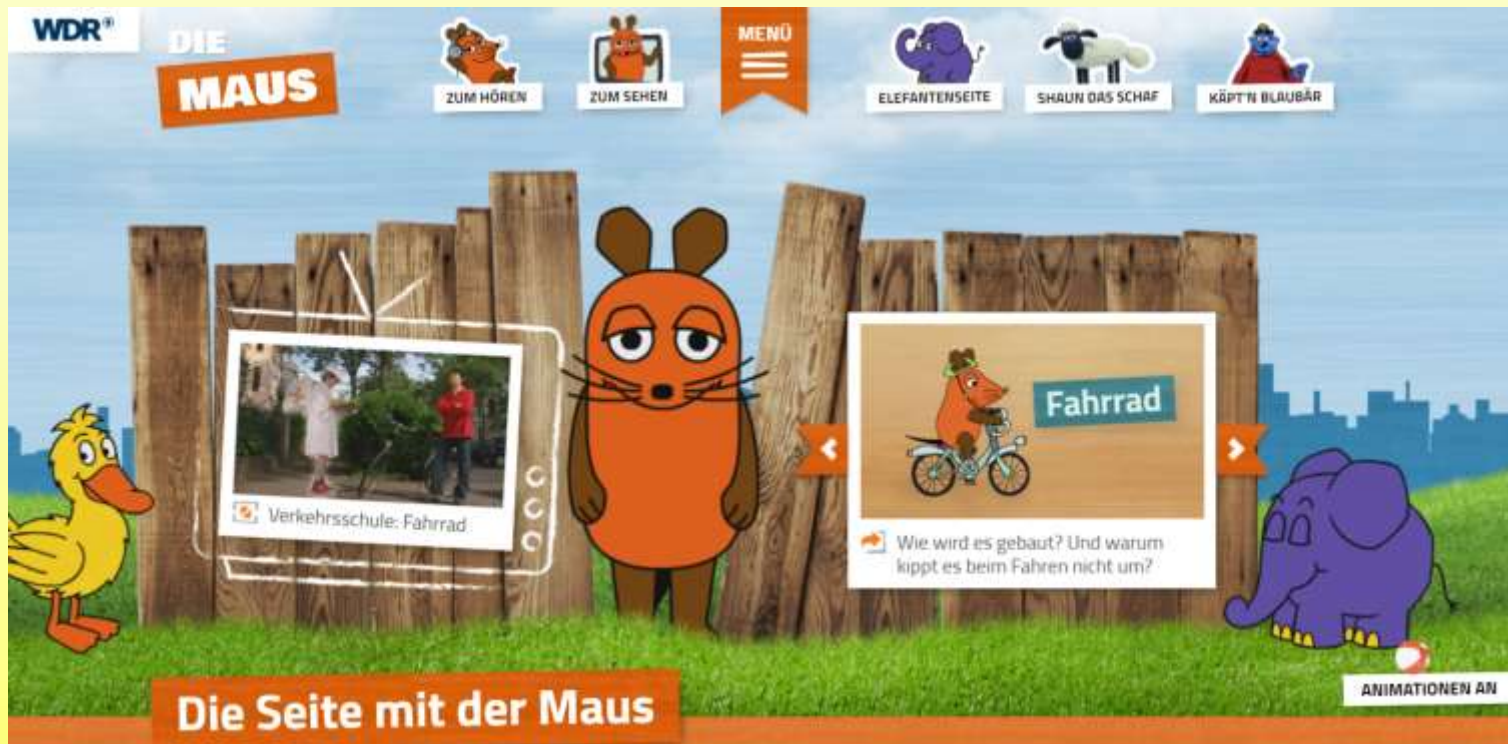 WDR
DIE
MAUS
ZUM HÖREN
ZUM SEHEN
MENÜ
ELEFANTENSEITE
SHAUN DAS SCHAF
KÄPT'N BLAUBÄR
Verkehrsschule: Fahrrad
Fahrrad
Wie wird es gebaut? Und warum
kippt es beim Fahren nicht um?
ANIMATIONEN AN
Die Seite mit der Maus